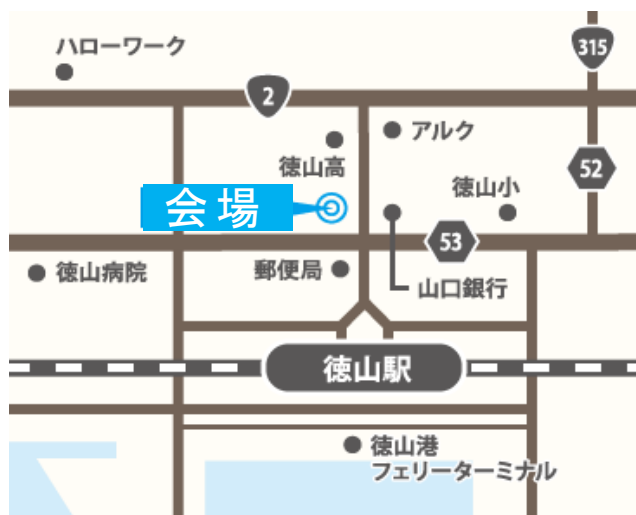 ハローワーク
315
2
アルク
徳山高
52
徳山小
会場
53
徳山病院
郵便局
山口銀行
徳山駅
徳山港
フェリーターミナル